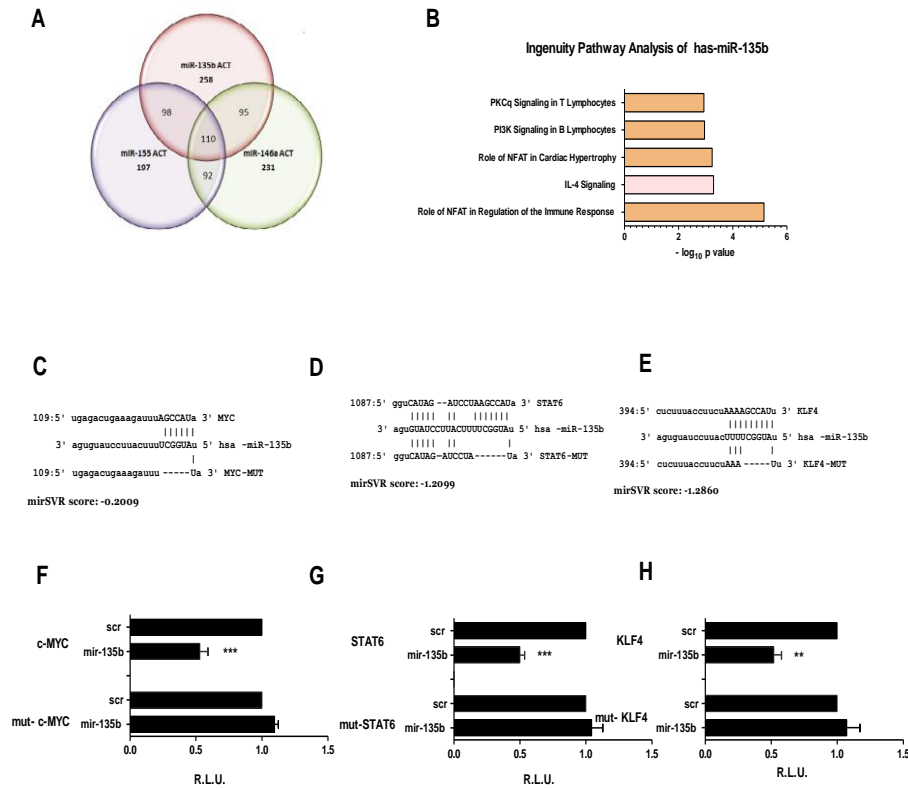 A
miR-135b ACT
258
98
95
110
miR-155 ACT
197
miR-146a ACT
231
92
B
Ingenuity Pathway Analysis of has-miR-135b
PKCq Signaling in T Lymphocytes
PI3K Signaling in B Lymphocytes
Role of NFAT in Cardiac Hypertrophy
IL-4 Signaling
Role of NFAT in Regulation of the Immune Response
0 2 4 6
- log10 p value
C
109:5' ugagacugaaagauuuAGCCAUa 3' MYC
||||||
3' aguguauccuuacuuuUCGGUAu 5' hsa -miR-135b
|
109:5' ugagacugaaagauuu -----Ua 3' MYC-MUT
mirSVR score: -0.2009
D
1087:5' gguCAUAG --AUCCUAAGCCAUa 3' STAT6
||||| || |||||||
3' aguGUAUCCUUACUUUUCGGUAu 5' hsa -miR-135b
||||| || |
1087:5' gguCAUAG-AUCCUA------Ua 3' STAT6-MUT
mirSVR score: -1.2099
E
394:5' cucuuuaccuucuAAAAGCCAUu 3' KLF4
|||||||||
3' aguguauccuuacUUUUCGGUAu 5' hsa -miR-135b
||| |
394:5' cucuuuaccuucuAAA -----Uu 3' KLF4-MUT
mirSVR score: -1.2860
F
c-MYC
scr
mir-135b
***
mut- c-MYC
scr
mir-135b
0.0 0.5 1.0 1.5
R.L.U.
G
STAT6
scr
mir-135b
***
mut-STAT6
scr
mir-135b
0.0 0.5 1.0 1.5
R.L.U.
H
KLF4
scr
mir-135b
**
mut- KLF4
scr
mir-135b
0.0 0.5 1.0 1.5
R.L.U.